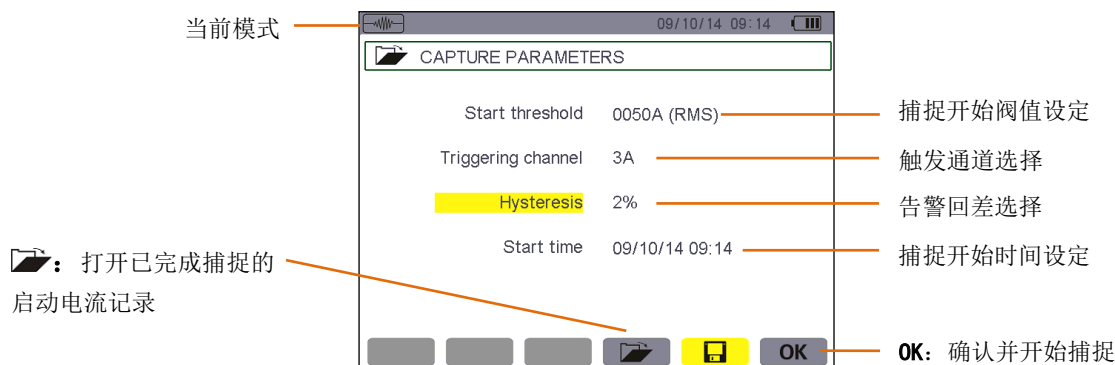 当前模式
09/10/14 09:14
CAPTURE PARAMETERS
Start threshold 0050A (RMS)
捕捉开始阀值设定
Triggering channel 3A
触发通道选择
Hysteresis 2%
告警回差选择
Start time 09/10/14 09:14
捕捉开始时间设定
：打开已完成捕捉的
启动电流记录
OK
OK：确认并开始捕捉